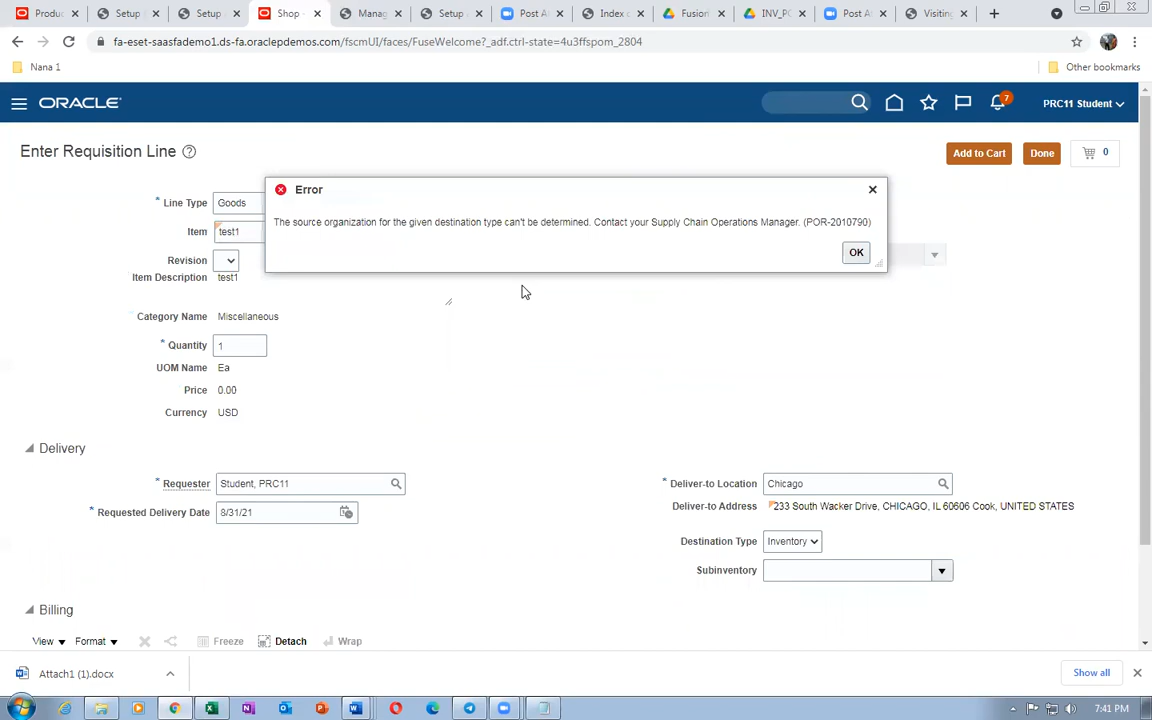 Produc
Setup A
Setup
Shop -
Manag
Setup a
Post A
Index o
Fusion
INV_PO
Post A
Visiting
fa-eset-saasfademo1.ds-fa.oraclepdemos.com/fscmUI/faces/FuseWelcome?_adf.ctrl-state=4u3ffspom_2804
Nana 1
Other bookmarks
ORACLE
7
PRC11 Student
Enter Requisition Line
Add to Cart
Done
0
Error
The source organization for the given destination type can't be determined. Contact your Supply Chain Operations Manager. (POR-2010790)
OK
* Line Type Goods
Item test1
Revision
Item Description test1
Category Name Miscellaneous
* Quantity 1
UOM Name Ea
Price 0.00
Currency USD
Delivery
* Requester Student, PRC11
* Deliver-to Location Chicago
* Requested Delivery Date 8/31/21
Deliver-to Address 233 South Wacker Drive, CHICAGO, IL 60606 Cook, UNITED STATES
Destination Type Inventory
Subinventory
Billing
View Format Freeze Detach Wrap
Attach1 (1).docx
Show all
7:41 PM